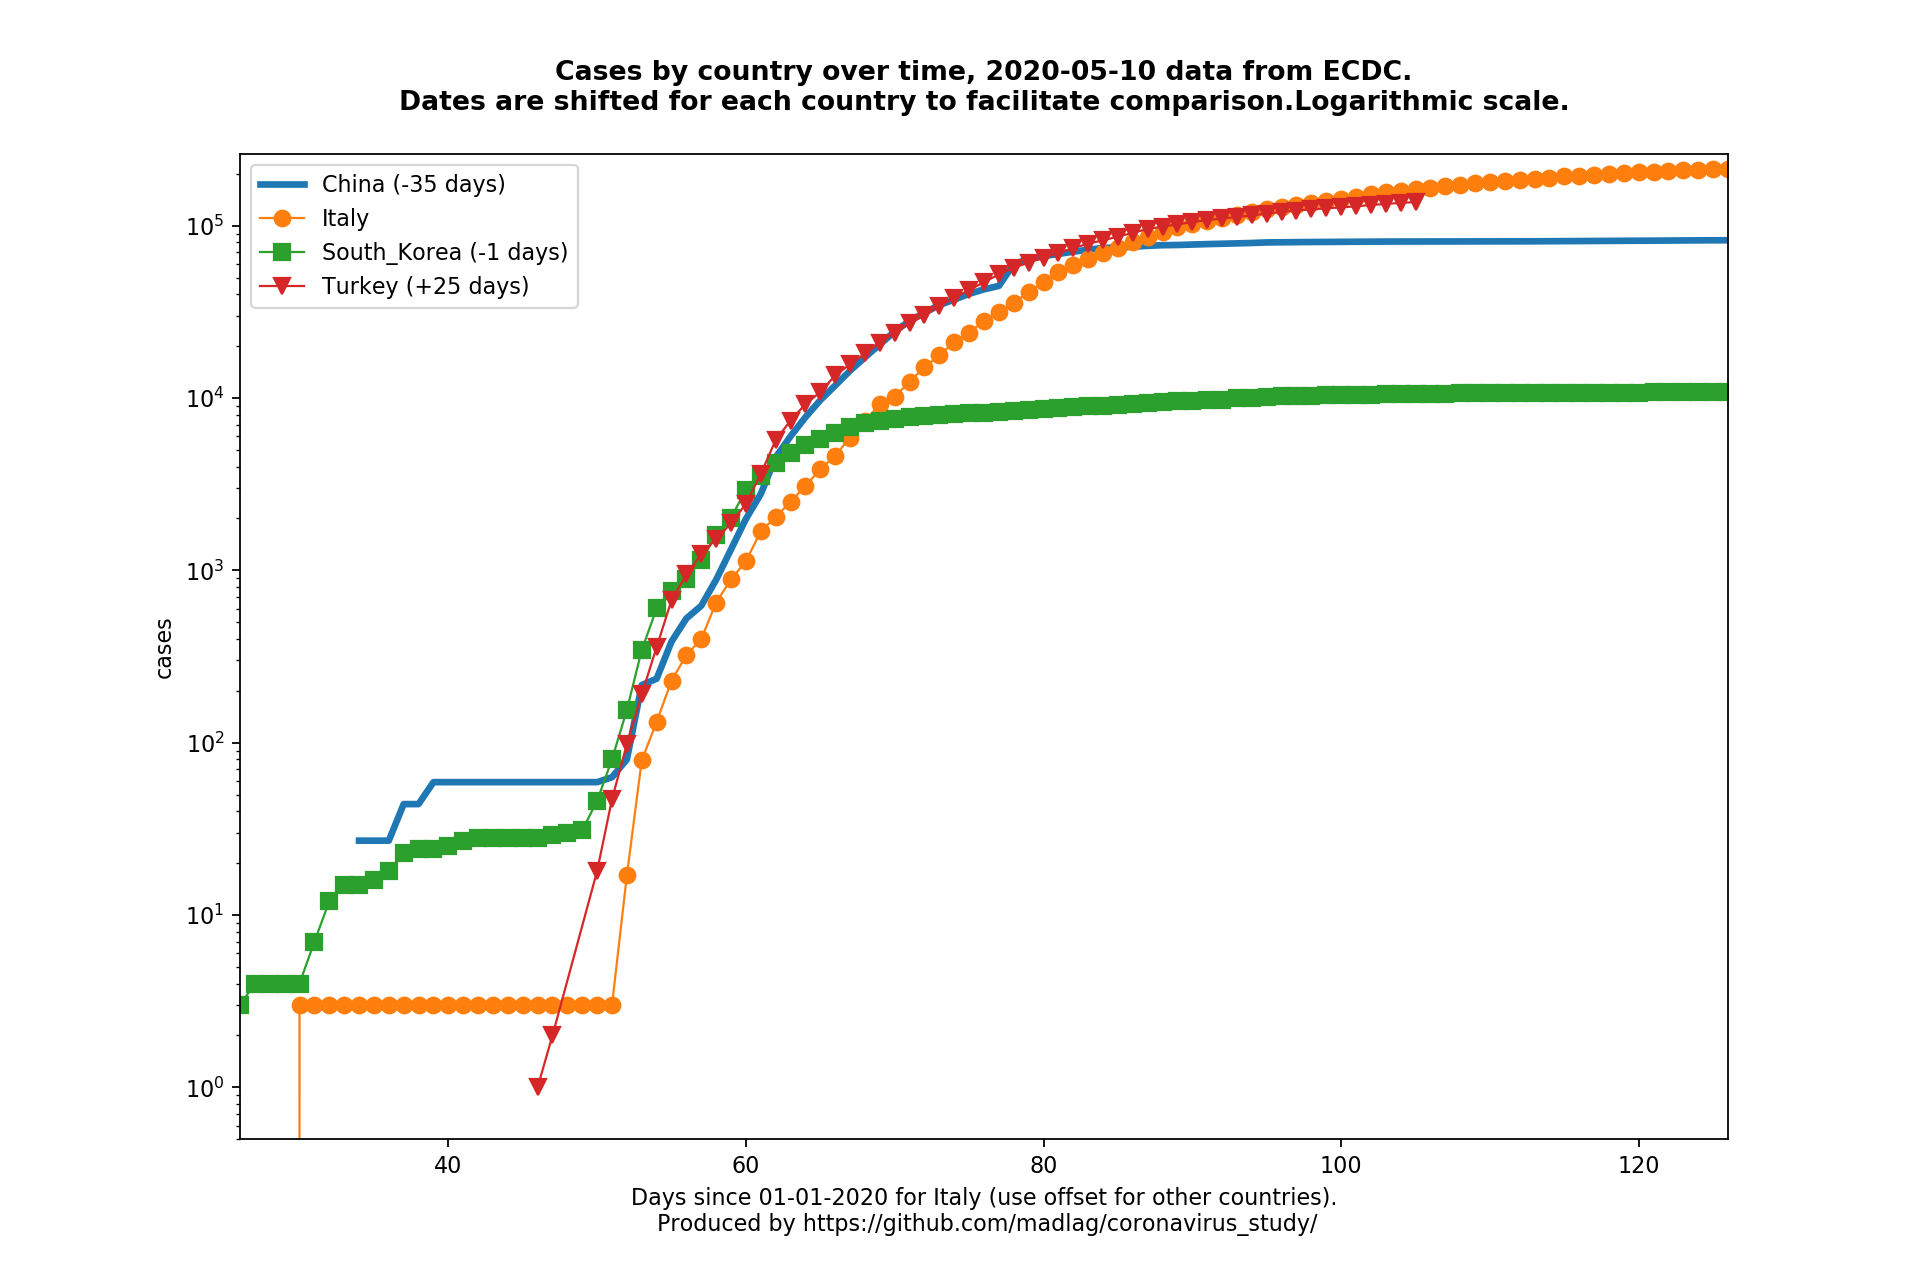 Cases by country over time, 2020-05-10 data from ECDC.
Dates are shifted for each country to facilitate comparison.Logarithmic scale.
China (-35 days)
Italy
South_Korea (-1 days)
Turkey (+25 days)
10⁵
10⁴
10³
10²
10¹
10⁰
cases
40 60 80 100 120
Days since 01-01-2020 for Italy (use offset for other countries).
Produced by https://github.com/madlag/coronavirus_study/